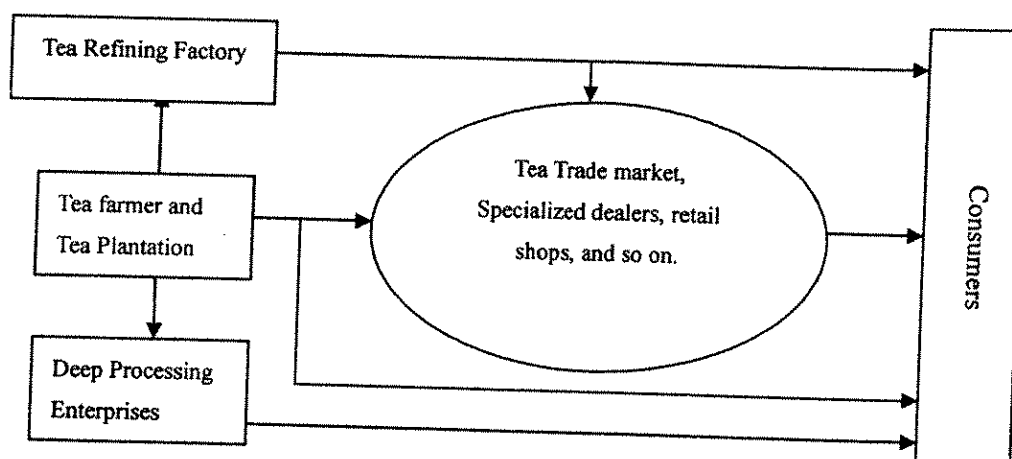 Tea Refining Factory
Tea farmer and
Tea Plantation
Deep Processing
Enterprises
Tea Trade market,
Specialized dealers, retail
shops, and so on.
Consumers